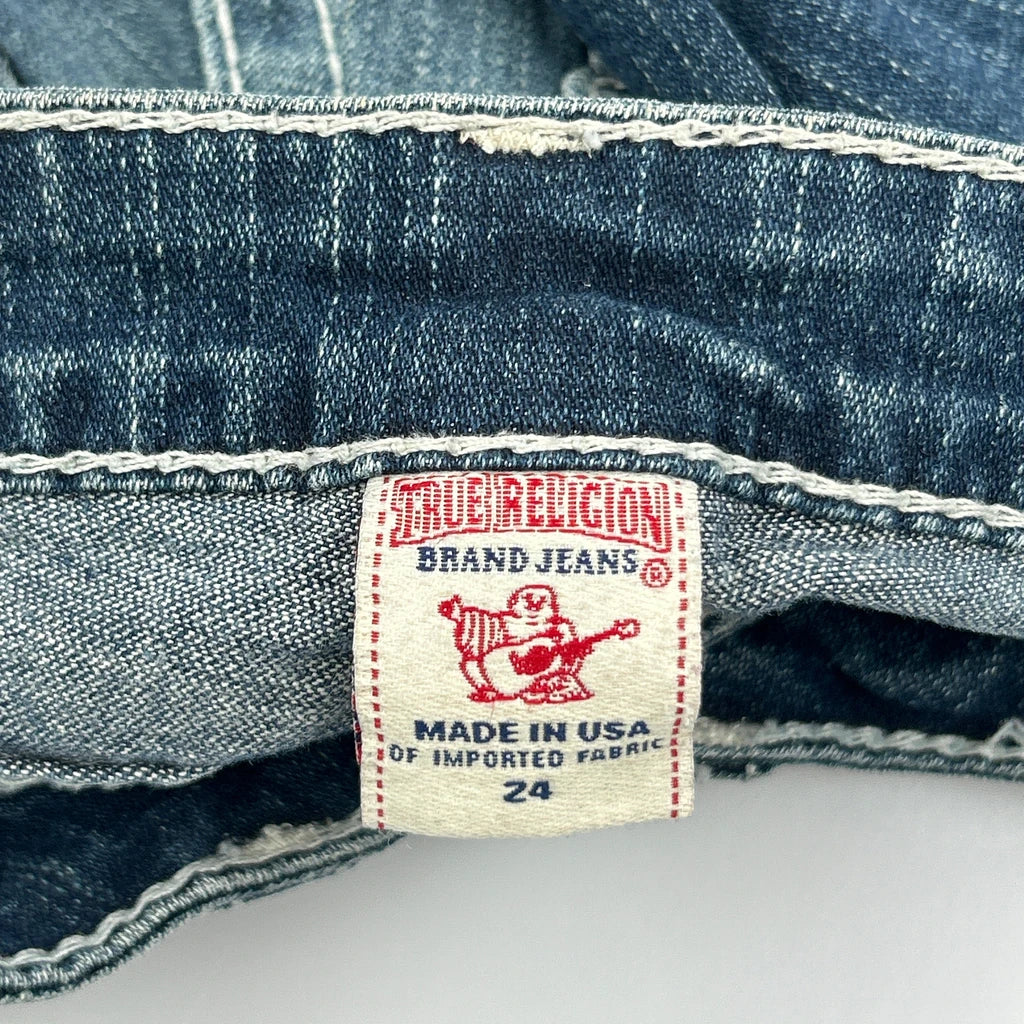 TRUE RELIGION
BRAND JEANS
®
MADE IN USA
OF IMPORTED FABRIC
24